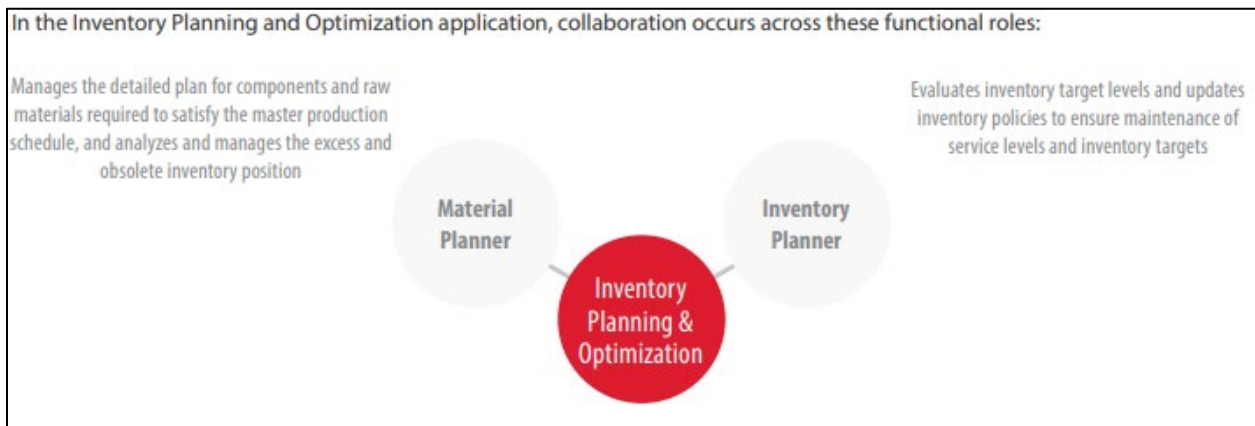 In the Inventory Planning and Optimization application, collaboration occurs across these functional roles:
Manages the detailed plan for components and raw
materials required to satisfy the master production
schedule, and analyzes and manages the excess and
obsolete inventory position
Evaluates inventory target levels and updates
inventory policies to ensure maintenance of
service levels and inventory targets
Material
Planner
Inventory
Planner
Inventory
Planning &
Optimization